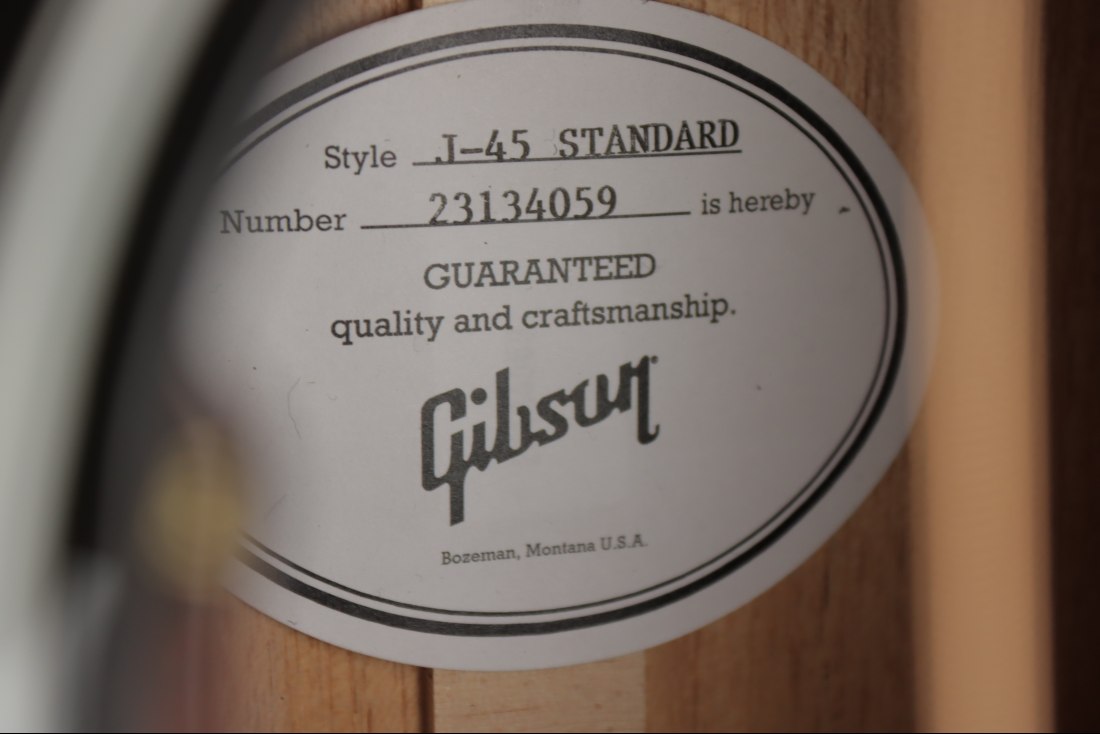 Style J-45 STANDARD
Number 23134059 is hereby
GUARANTEED
quality and craftsmanship.
Gibson
Bozeman, Montana U.S.A.